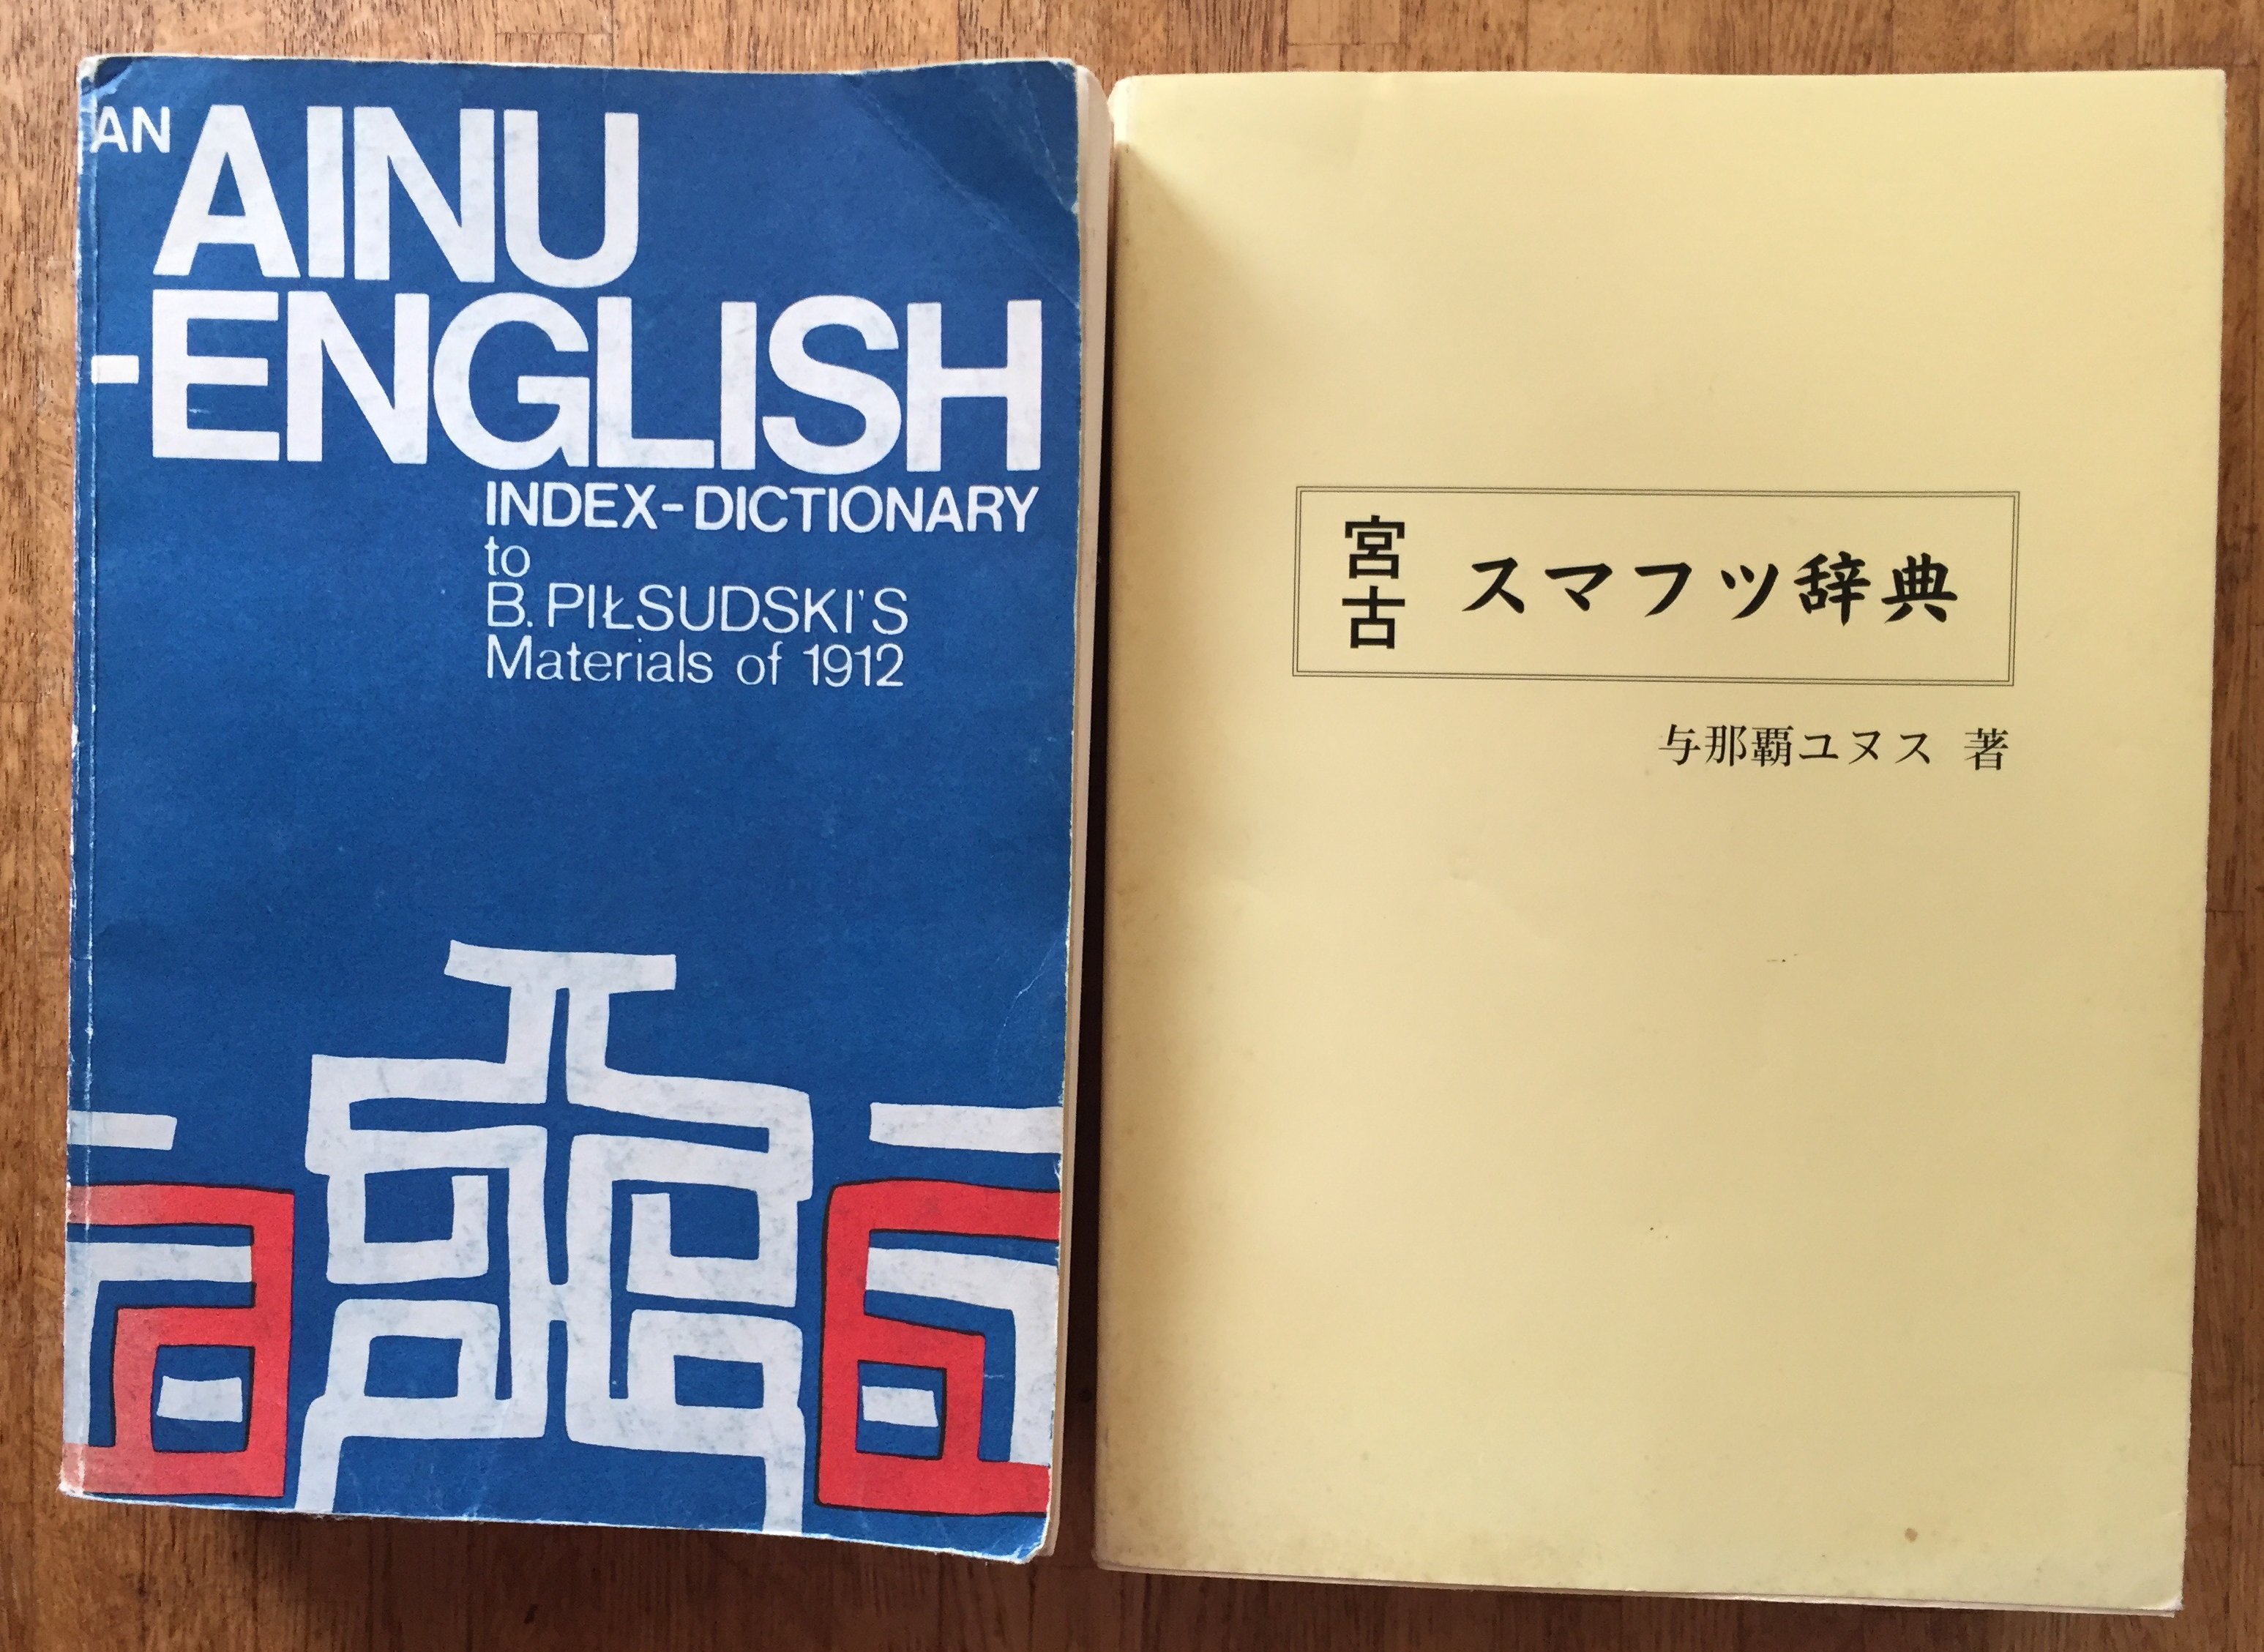 AN AINU
-ENGLISH
INDEX-DICTIONARY
to
B. PIŁSUDSKI'S
Materials of 1912
宮古 スマフツ辞典
与那覇ユヌス 著